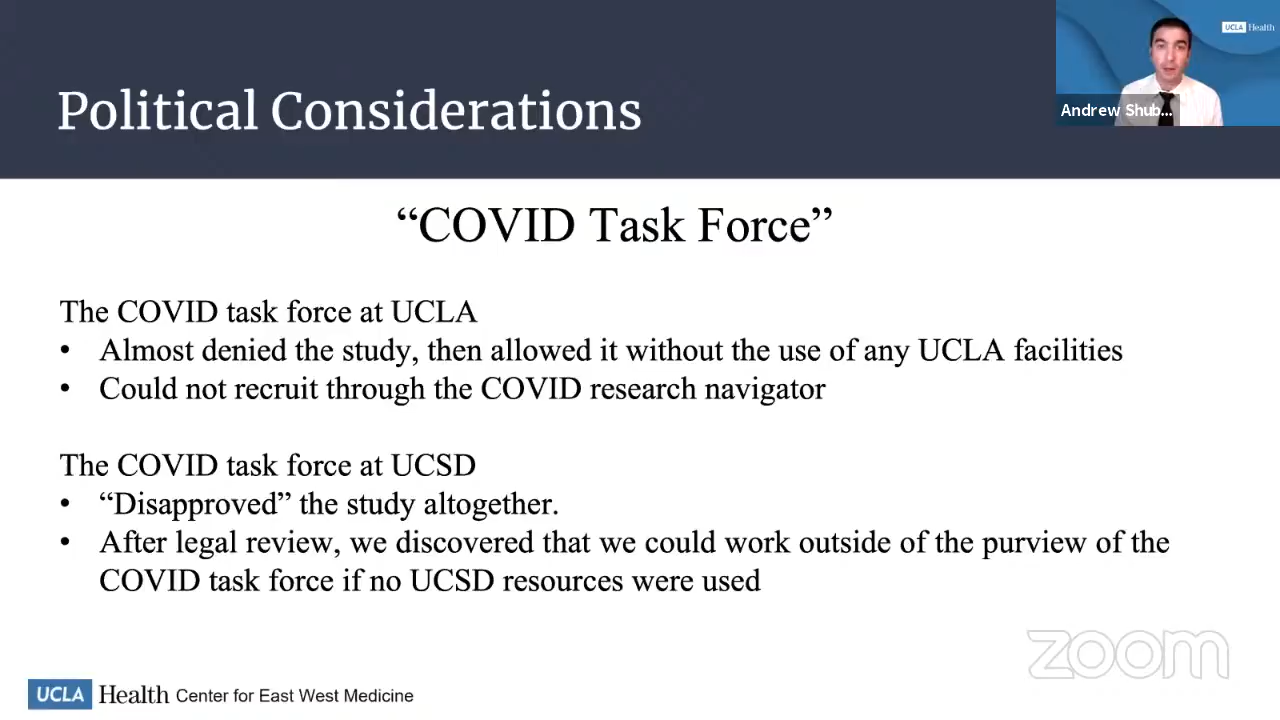 UCLA Health
Andrew Shub...
Political Considerations
“COVID Task Force”
The COVID task force at UCLA
• Almost denied the study, then allowed it without the use of any UCLA facilities
• Could not recruit through the COVID research navigator
The COVID task force at UCSD
• “Disapproved” the study altogether.
• After legal review, we discovered that we could work outside of the purview of the
COVID task force if no UCSD resources were used
zoom
UCLA Health Center for East West Medicine